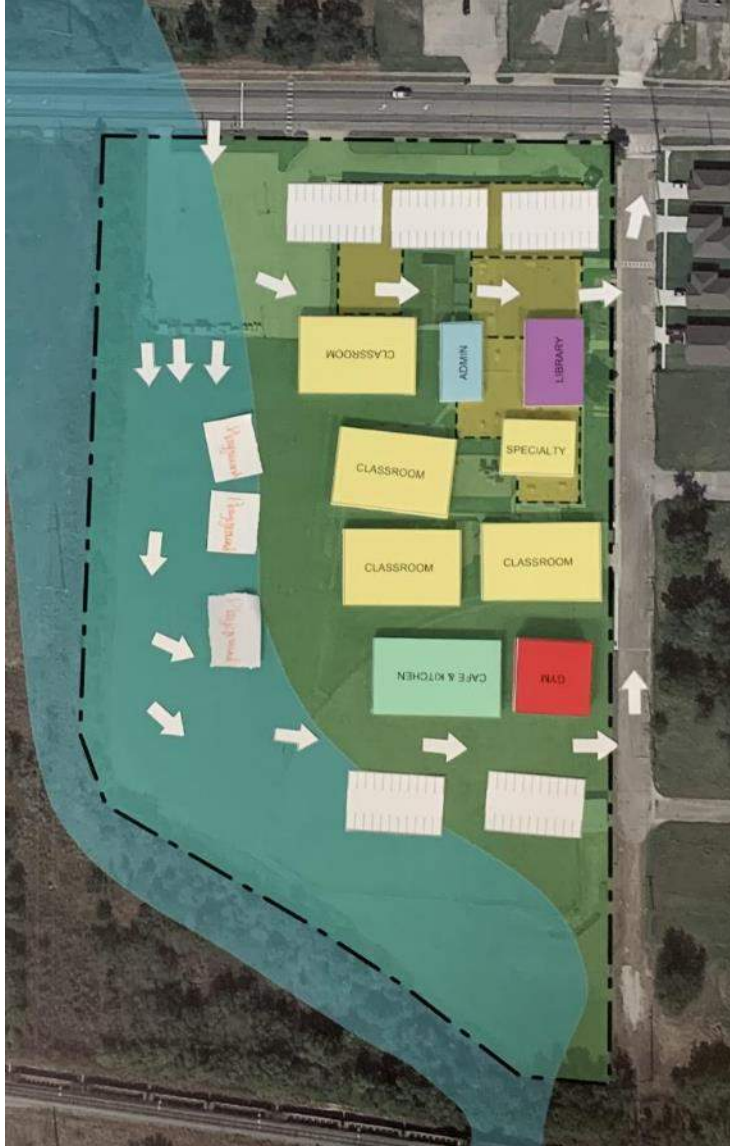 CLASSROOM
ADMIN
LIBRARY
CLASSROOM
SPECIALTY
CLASSROOM
CLASSROOM
CAFE & KITCHEN
GYM